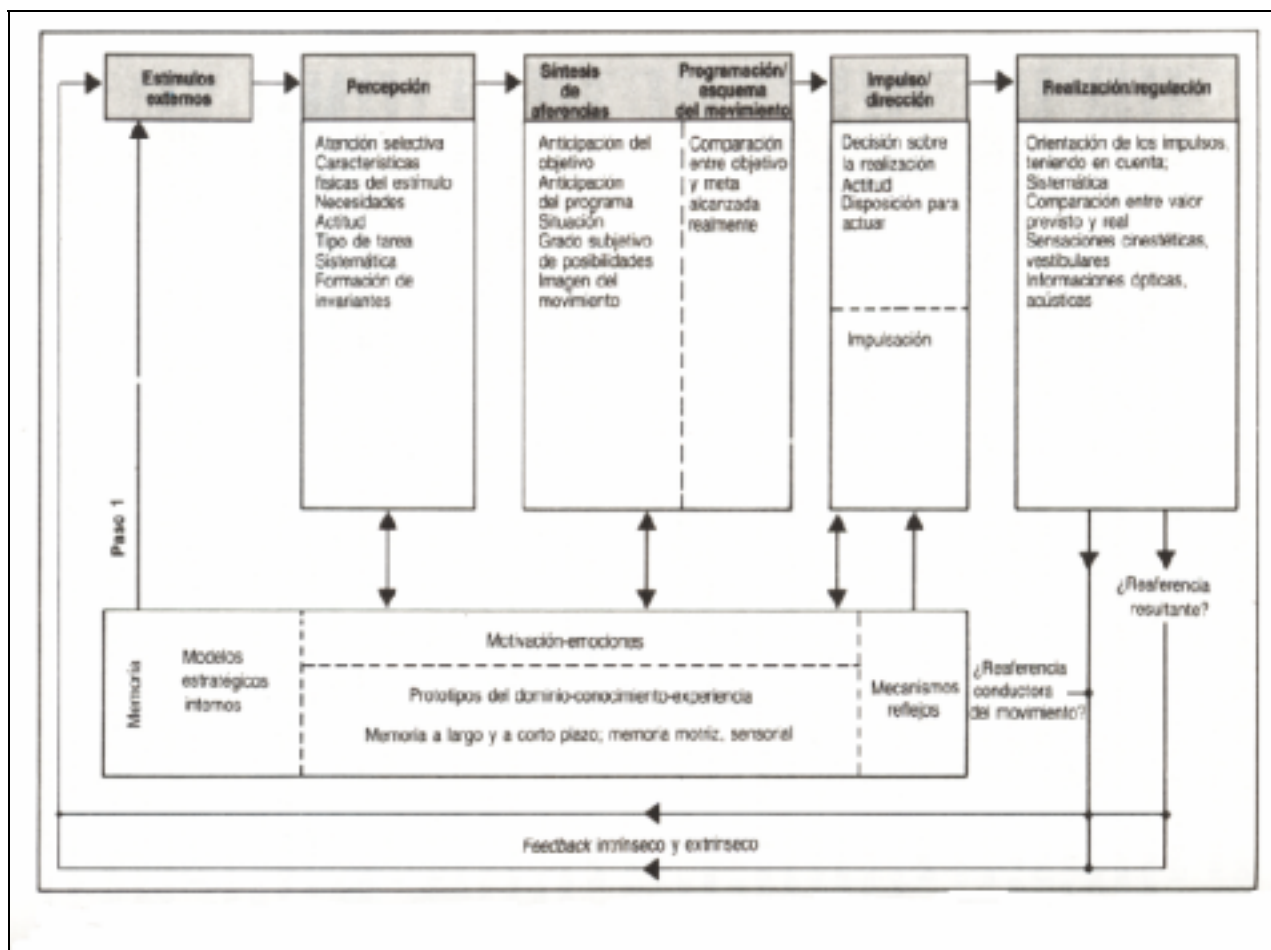 Estímulos
externos
Percepción
Síntesis
de
aferencias
Programación/
esquema
del movimiento
Impulso/
dirección
Realización/regulación
Atención selectiva
Características
físicas del estímulo
Necesidades
Actitud
Tipo de tarea
Sistemática
Formación de
invariantes
Anticipación del
objetivo
Anticipación
del programa
Situación
Grado subjetivo
de posibilidades
Imagen del
movimiento
Comparación
entre objetivo
y meta
alcanzada
realmente
Decisión sobre
la realización
Actitud
Disposición para
actuar
Impulsación
Orientación de los impulsos,
teniendo en cuenta;
Sistemática
Comparación entre valor
previsto y real
Sensaciones cinestéticas,
vestibulares
Informaciones ópticas,
acústicas
Paso 1
¿Reaferencia
resultante?
Memoria
Modelos
estratégicos
internos
Motivación-emociones
Prototipos del dominio-conocimiento-experiencia
Memoria a largo y a corto plazo; memoria motriz, sensorial
Mecanismos
reflejos
¿Reaferencia
conductora
del movimiento?
Feedback intrínseco y extrínseco